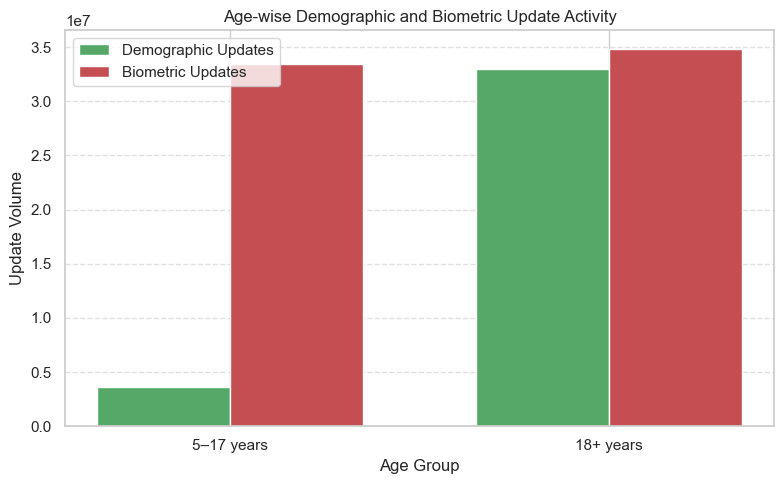 Age-wise Demographic and Biometric Update Activity
1e7
Demographic Updates
Biometric Updates
3.5
3.0
2.5
2.0
1.5
1.0
0.5
0.0
Update Volume
5–17 years
18+ years
Age Group